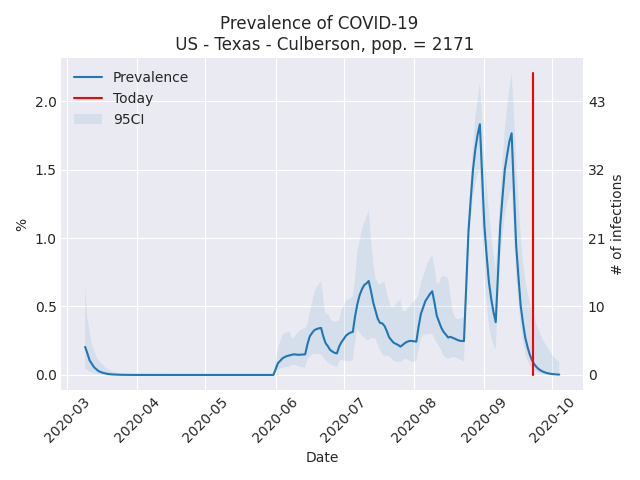 Prevalence of COVID-19
US - Texas - Culberson, pop. = 2171
Prevalence
Today
95CI
2.0
1.5
1.0
0.5
0.0
%
43
32
21
10
0
# of infections
2020-03
2020-04
2020-05
2020-06
2020-07
2020-08
2020-09
2020-10
Date